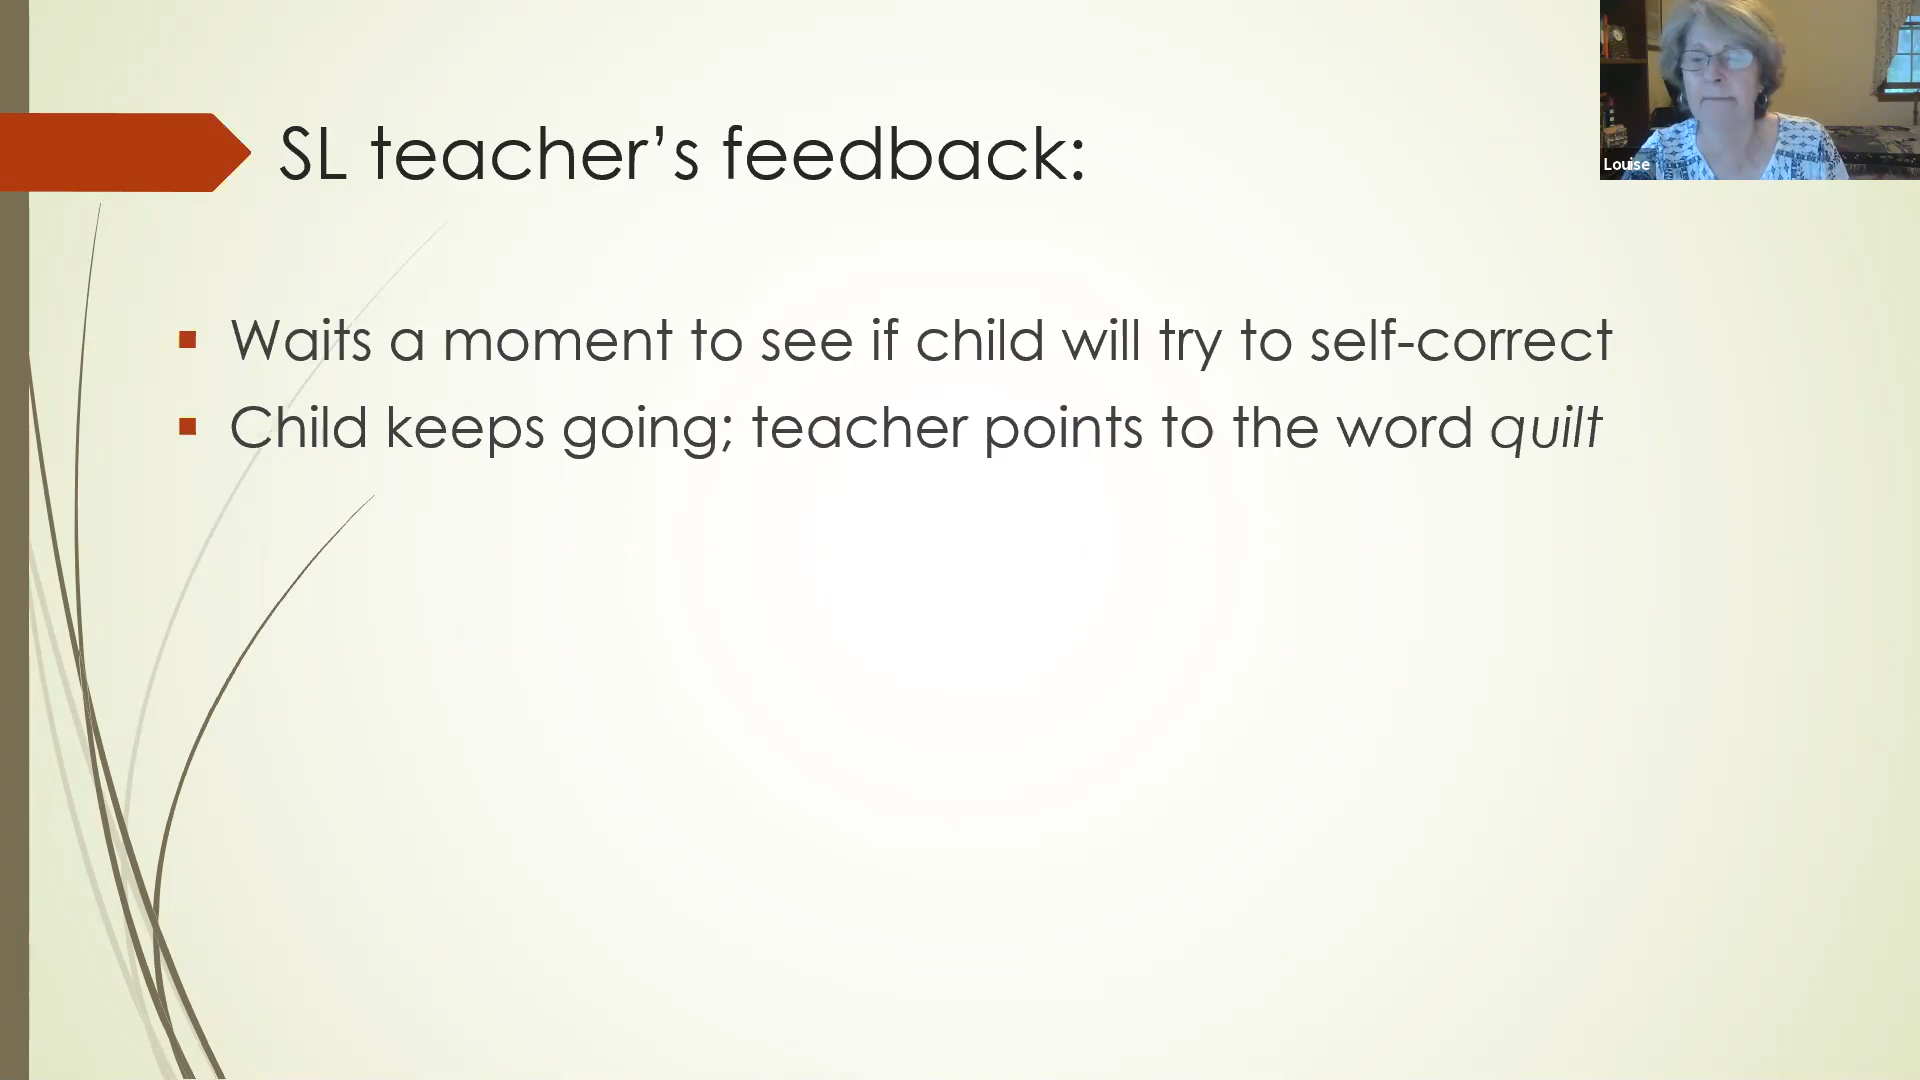 SL teacher’s feedback:
Waits a moment to see if child will try to self-correct
Child keeps going; teacher points to the word quilt
Louise